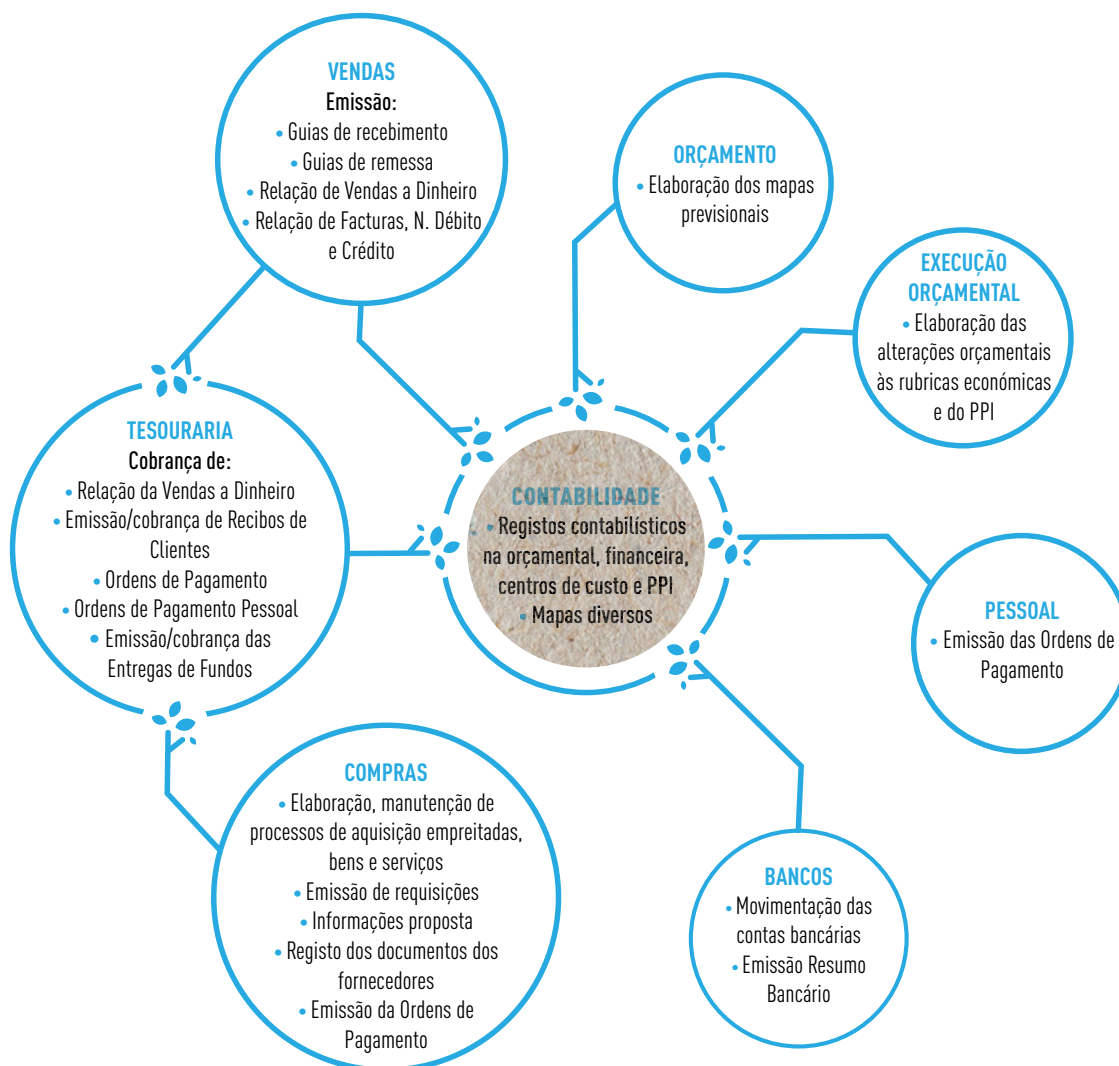 VENDAS
Emissão:
• Guias de recebimento
• Guias de remessa
• Relação de Vendas a Dinheiro
• Relação de Facturas, N. Débito
e Crédito
ORÇAMENTO
• Elaboração dos mapas
previsionais
EXECUÇÃO
ORÇAMENTAL
• Elaboração das
alterações orçamentais
às rubricas económicas
e do PPI
TESOURARIA
Cobrança de:
• Relação da Vendas a Dinheiro
• Emissão/cobrança de Recibos de
Clientes
• Ordens de Pagamento
• Ordens de Pagamento Pessoal
• Emissão/cobrança das
Entregas de Fundos
CONTABILIDADE
• Registos contabilísticos
na orçamental, financeira,
centros de custo e PPI
• Mapas diversos
PESSOAL
• Emissão das Ordens de
Pagamento
COMPRAS
• Elaboração, manutenção de
processos de aquisição empreitadas,
bens e serviços
• Emissão de requisições
• Informações proposta
• Registo dos documentos dos
fornecedores
• Emissão da Ordens de
Pagamento
BANCOS
• Movimentação das
contas bancárias
• Emissão Resumo
Bancário